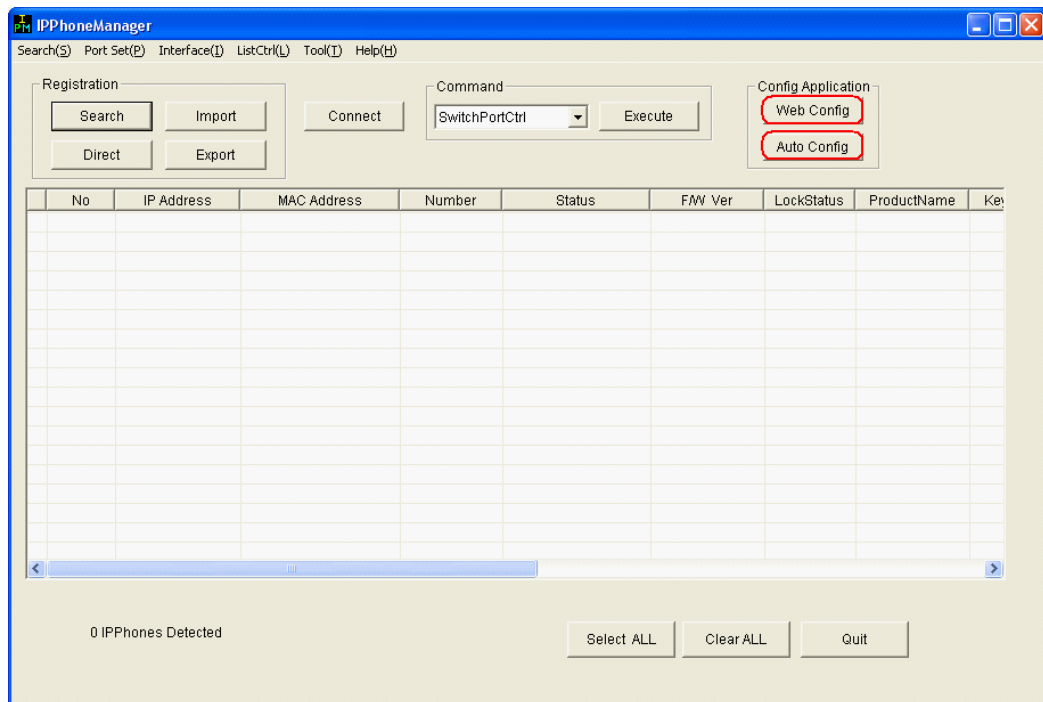 IPM IPPhoneManager
Search(S) Port Set(P) Interface(I) ListCtrl(L) Tool(T) Help(H)
Registration
Search Import
Direct Export
Connect
Command
SwitchPortCtrl Execute
Config Application
Web Config
Auto Config
No IP Address MAC Address Number Status F/W Ver LockStatus ProductName Key
0 IPPhones Detected
Select ALL Clear ALL Quit